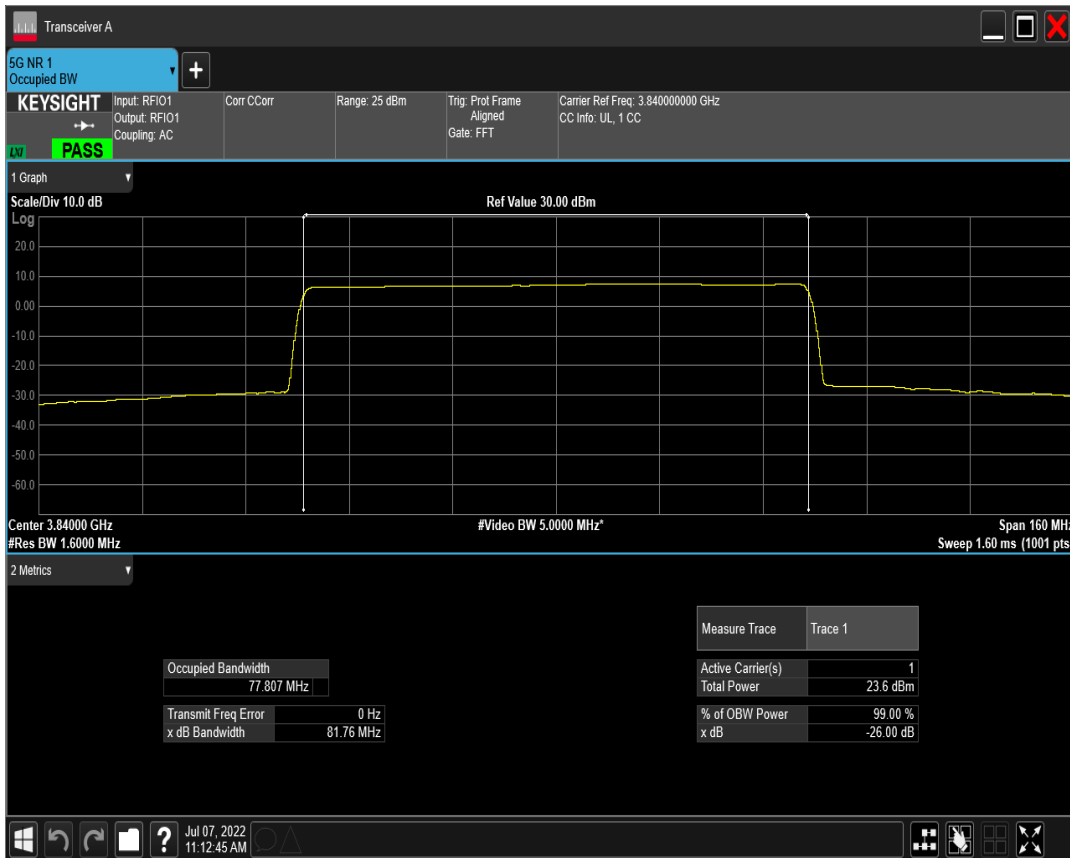 Transceiver A
5G NR 1
Occupied BW
+
KEYSIGHT
LXI
PASS
Input: RFIO1
Output: RFIO1
Coupling: AC
Corr CCorr
Range: 25 dBm
Trig: Prot Frame
Aligned
Gate: FFT
Carrier Ref Freq: 3.840000000 GHz
CC Info: UL, 1 CC
1 Graph
Scale/Div 10.0 dB
Ref Value 30.00 dBm
Log
20.0
10.0
0.00
-10.0
-20.0
-30.0
-40.0
-50.0
-60.0
Center 3.84000 GHz
#Video BW 5.0000 MHz*
Span 160 MHz
#Res BW 1.6000 MHz
Sweep 1.60 ms (1001 pts
2 Metrics
Measure Trace Trace 1
Occupied Bandwidth
77.807 MHz
Active Carrier(s) 1
Total Power 23.6 dBm
Transmit Freq Error 0 Hz
x dB Bandwidth 81.76 MHz
% of OBW Power 99.00 %
x dB -26.00 dB
?
Jul 07, 2022
11:12:45 AM